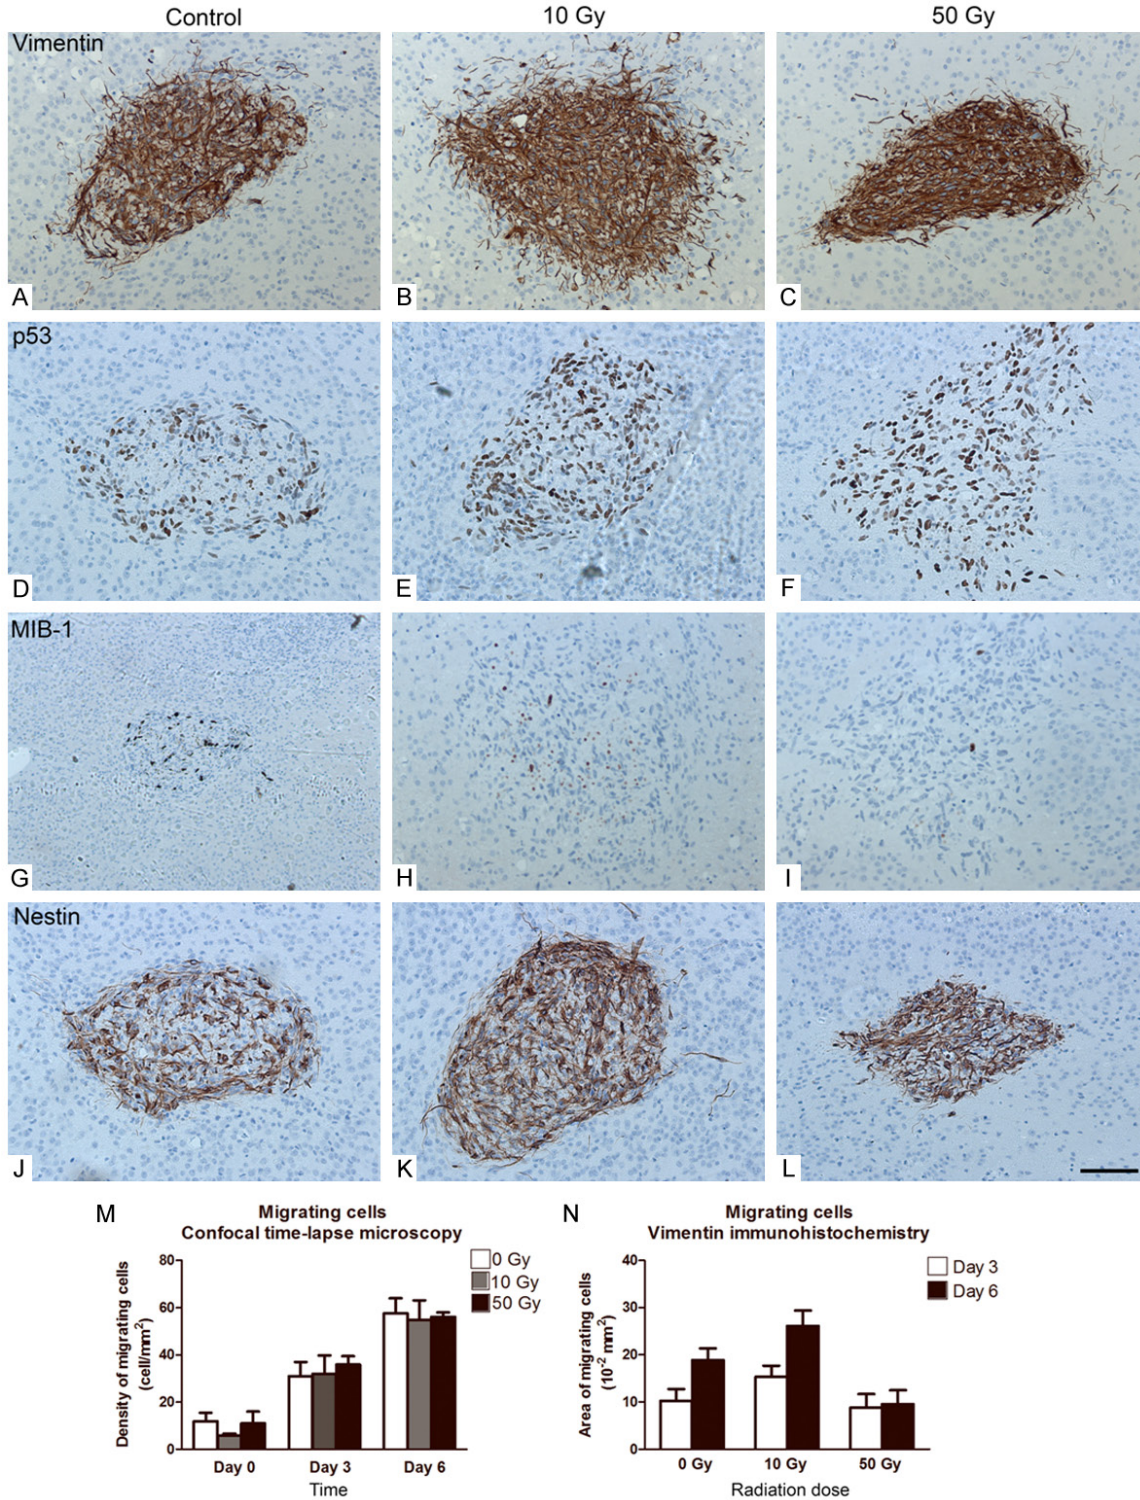 Control 10 Gy 50 Gy
Vimentin
A B C
p53
D E F
MIB-1
G H I
Nestin
J K L
M
Migrating cells
Confocal time-lapse microscopy
Density of migrating cells
(cell/mm²)
80
60
40
20
0
0 Gy
10 Gy
50 Gy
Day 0 Day 3 Day 6
Time
N
Migrating cells
Vimentin immunohistochemistry
Area of migrating cells
(10⁻² mm²)
40
30
20
10
0
Day 3
Day 6
0 Gy 10 Gy 50 Gy
Radiation dose